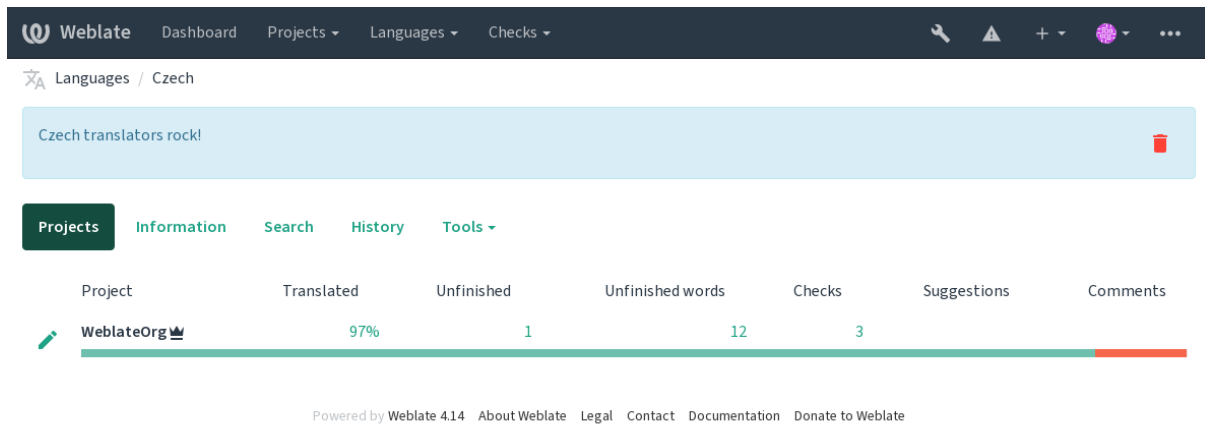 Weblate Dashboard Projects Languages Checks
Languages / Czech
Czech translators rock!
Projects Information Search History Tools
Project Translated Unfinished Unfinished words Checks Suggestions Comments
WeblateOrg 97% 1 12 3
Powered by Weblate 4.14 About Weblate Legal Contact Documentation Donate to Weblate